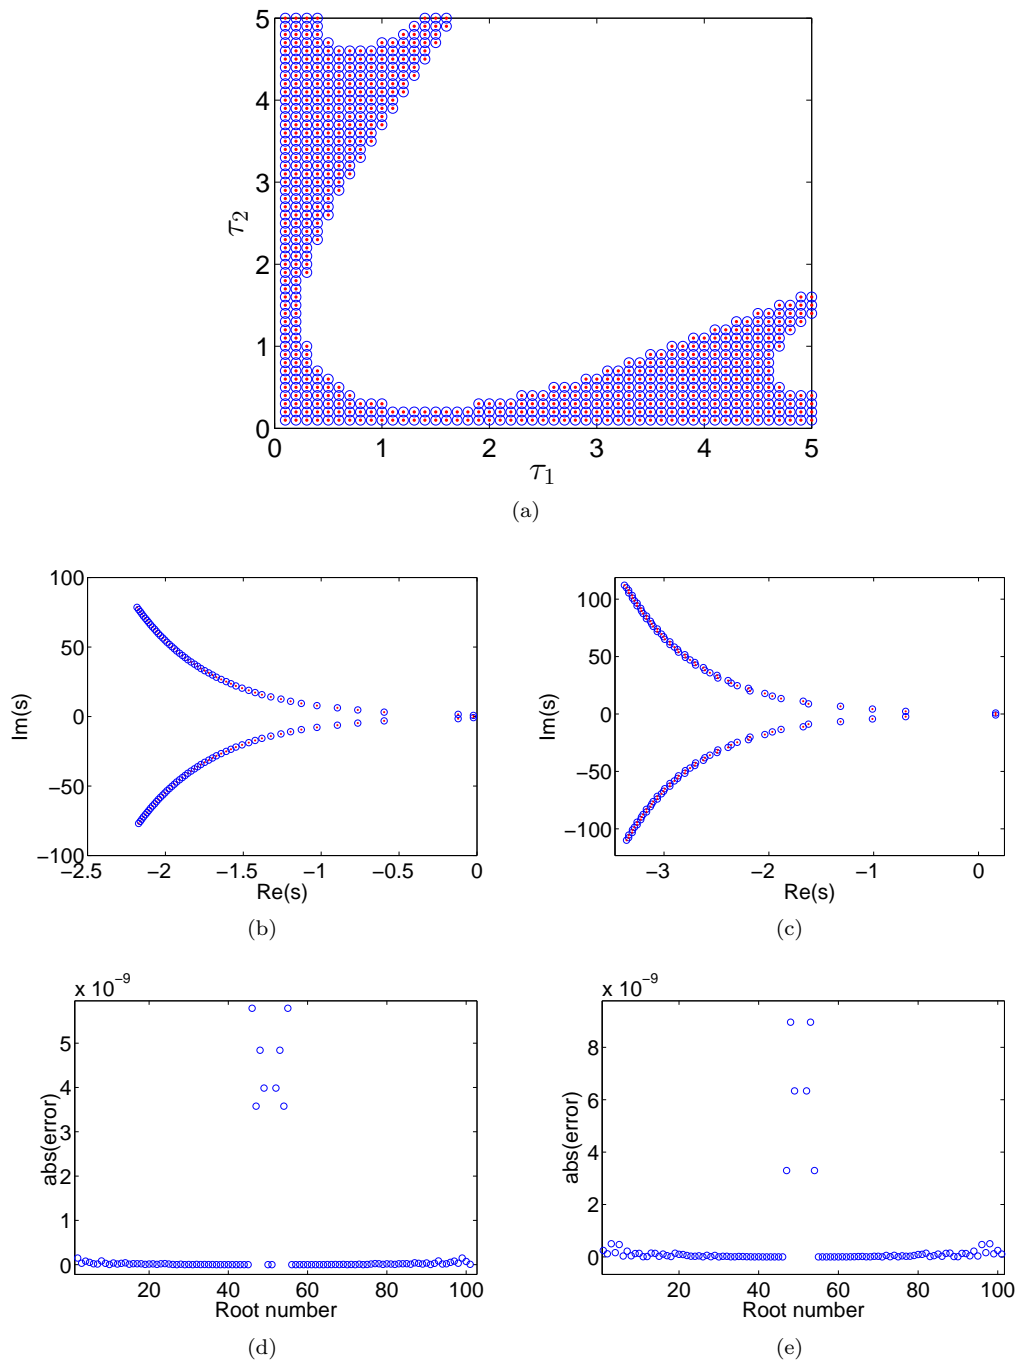 5
4
3
2
1
0
τ2
0 1 2 3 4 5
τ1
(a)
100
50
0
−50
−100
Im(s)
−2.5 −2 −1.5 −1 −0.5 0
Re(s)
(b)
100
50
0
−50
−100
Im(s)
−3 −2 −1 0
Re(s)
(c)
x 10−9
5
4
3
2
1
0
abs(error)
20 40 60 80 100
Root number
(d)
x 10−9
8
6
4
2
0
abs(error)
20 40 60 80 100
Root number
(e)